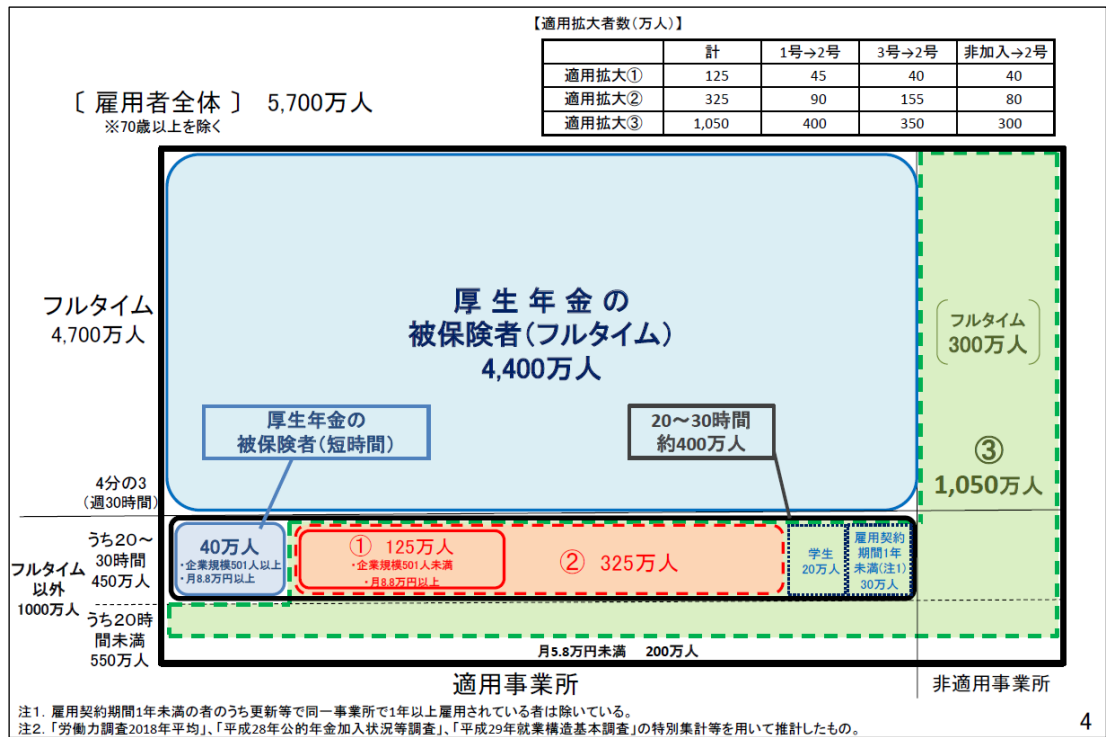 【適用拡大者数(万人)】
計 1号→2号 3号→2号 非加入→2号
適用拡大① 125 45 40 40
適用拡大② 325 90 155 80
適用拡大③ 1,050 400 350 300
〔 雇用者全体 〕 5,700万人
※70歳以上を除く
フルタイム
4,700万人
厚生年金の
被保険者(フルタイム)
4,400万人
フルタイム
300万人
③
1,050万人
厚生年金の
被保険者(短時間)
20～30時間
約400万人
4分の3
(週30時間)
フルタイム
以外
1000万人
うち20～
30時間
450万人
40万人
・企業規模501人以上
・月8.8万円以上
① 125万人
・企業規模501人未満
・月8.8万円以上
② 325万人
学生
20万人
雇用契約
期間1年
未満(注1)
30万人
うち20時
間未満
550万人
月5.8万円未満 200万人
適用事業所
非適用事業所
注1. 雇用契約期間1年未満の者のうち更新等で同一事業所で1年以上雇用されている者は除いている。
注2. 「労働力調査2018年平均」、「平成28年公的年金加入状況等調査」、「平成29年就業構造基本調査」の特別集計等を用いて推計したもの。
4